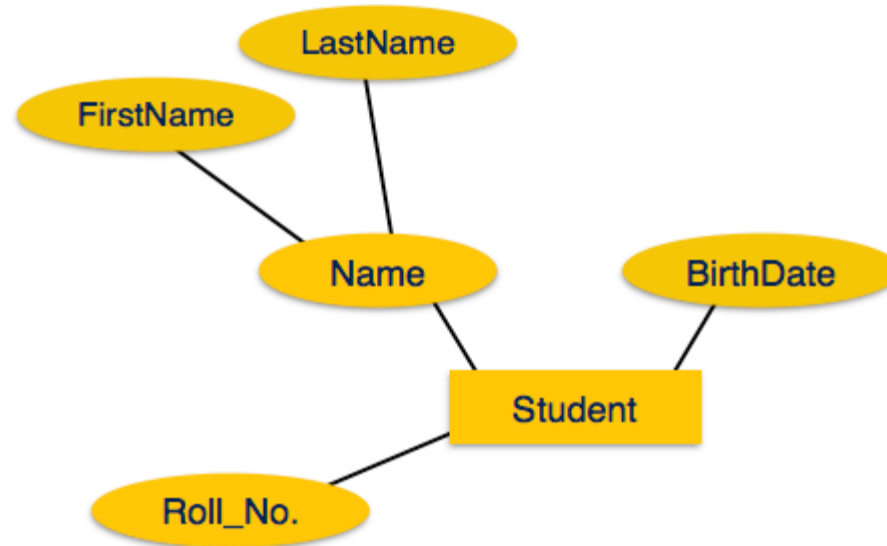 LastName
FirstName
Name
BirthDate
Student
Roll_No.